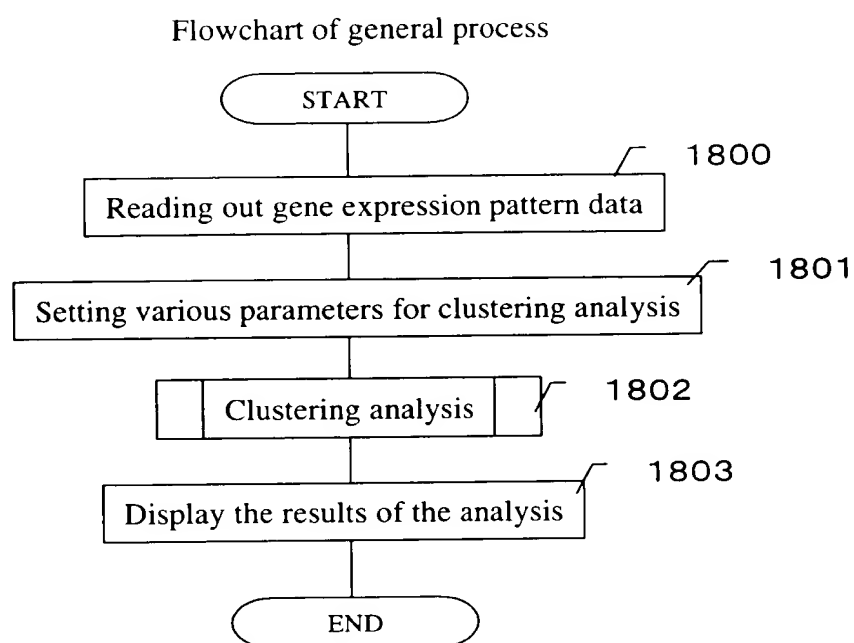 Flowchart of general process
START
1800
Reading out gene expression pattern data
1801
Setting various parameters for clustering analysis
1802
Clustering analysis
1803
Display the results of the analysis
END